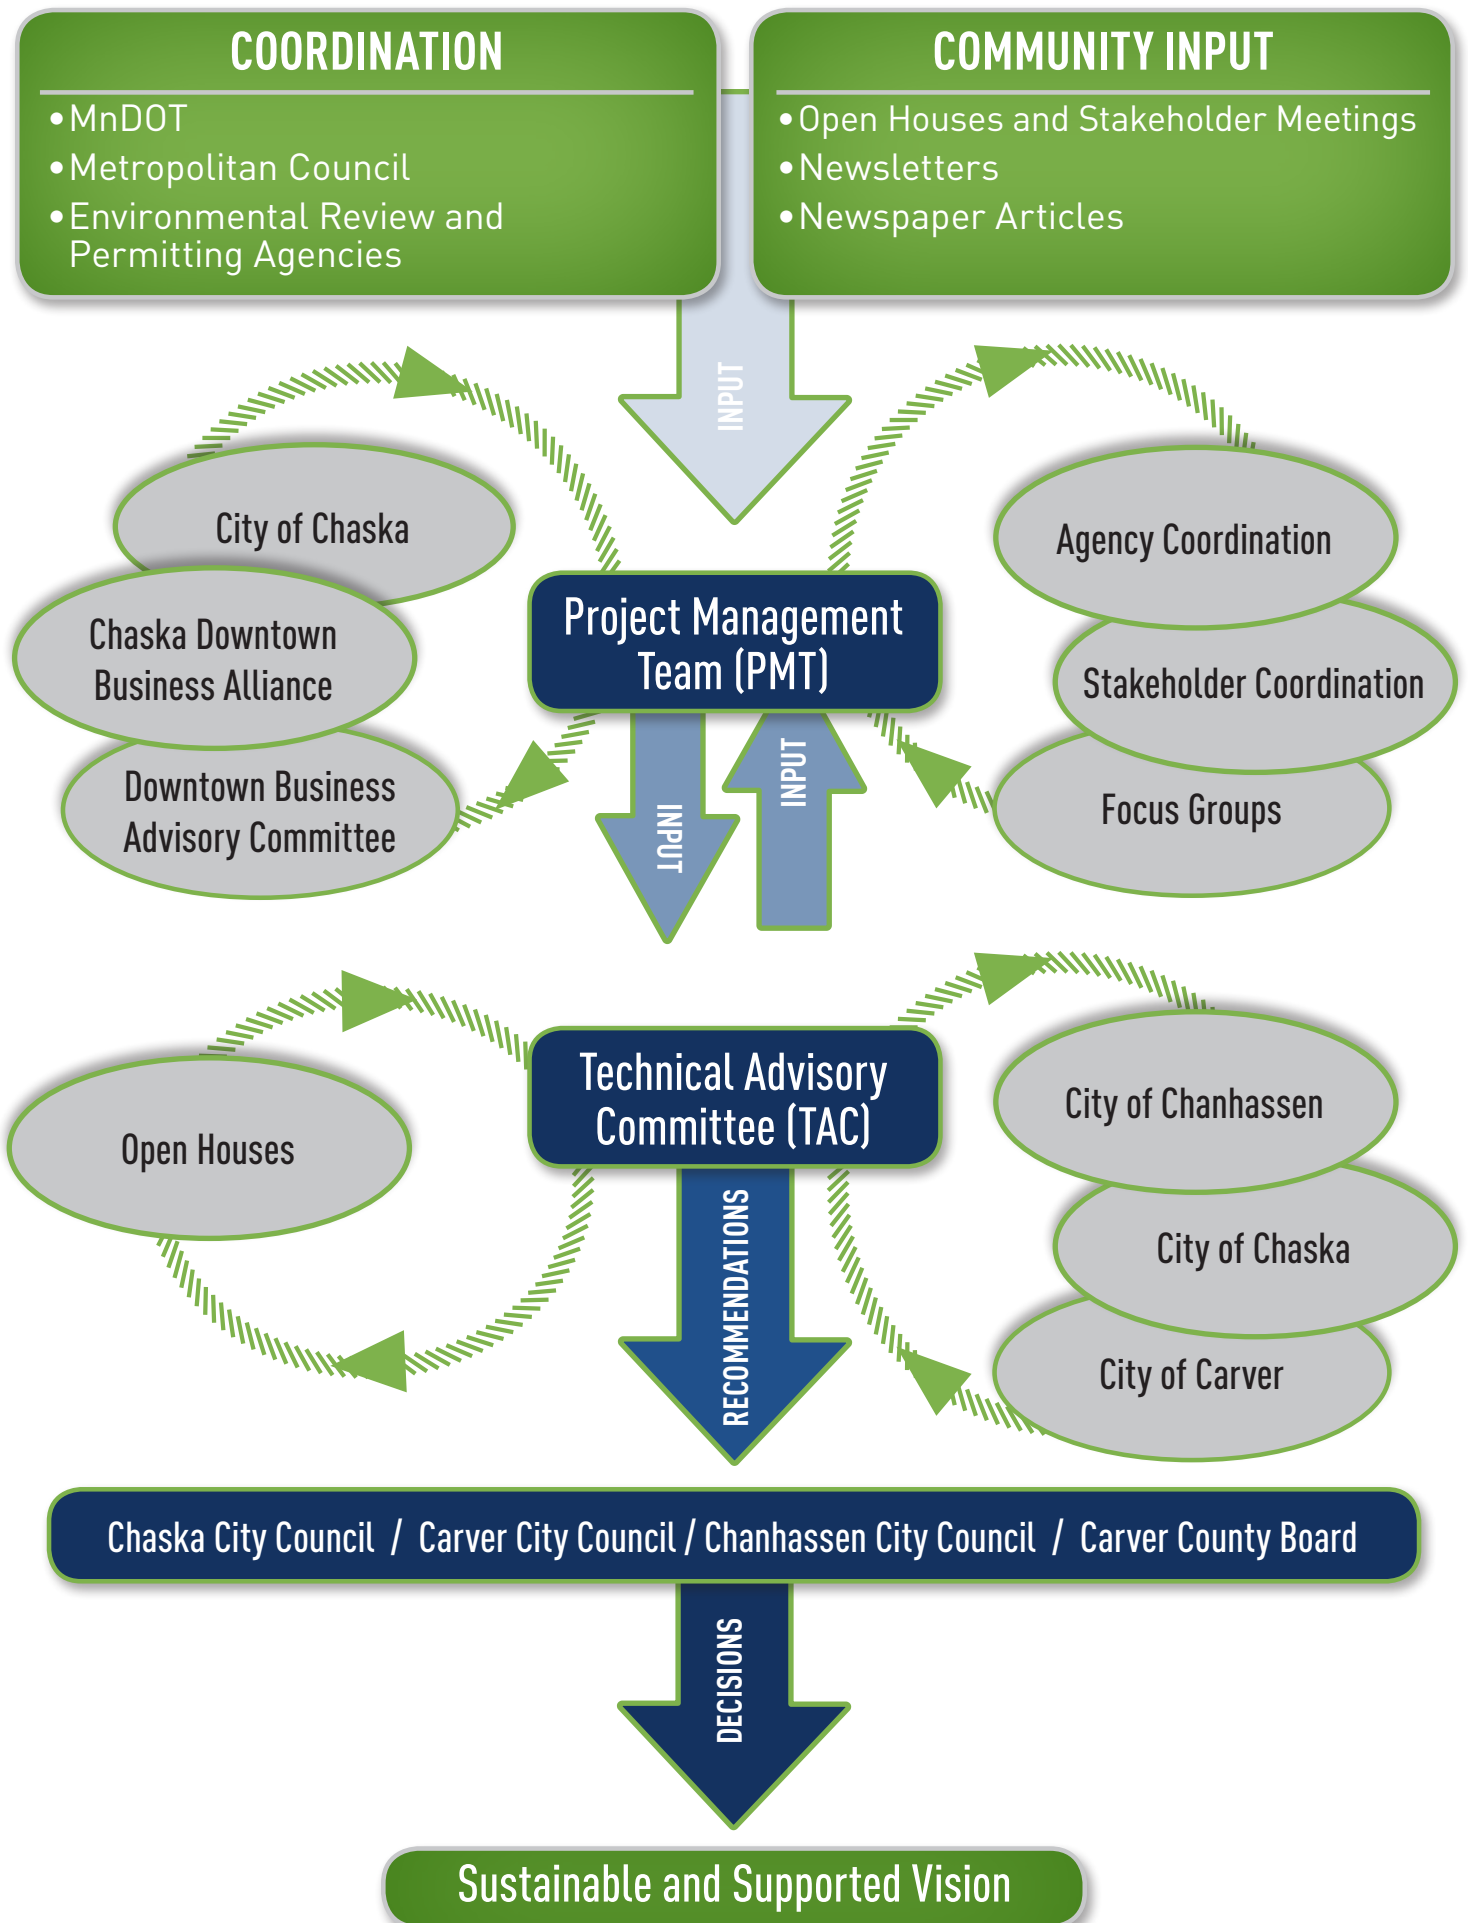 COORDINATION
• MnDOT
• Metropolitan Council
• Environmental Review and
Permitting Agencies
COMMUNITY INPUT
• Open Houses and Stakeholder Meetings
• Newsletters
• Newspaper Articles
INPUT
City of Chaska
Chaska Downtown
Business Alliance
Downtown Business
Advisory Committee
Project Management
Team (PMT)
Agency Coordination
Stakeholder Coordination
Focus Groups
INPUT
INPUT
Open Houses
Technical Advisory
Committee (TAC)
City of Chanhassen
City of Chaska
City of Carver
RECOMMENDATIONS
Chaska City Council / Carver City Council / Chanhassen City Council / Carver County Board
DECISIONS
Sustainable and Supported Vision